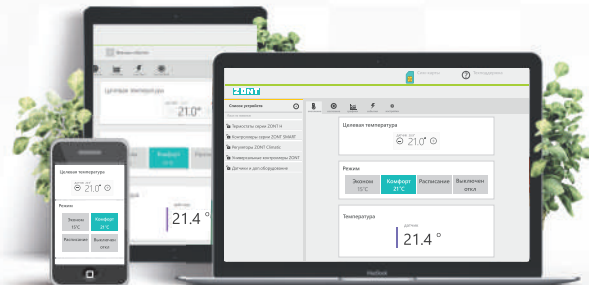 Целевая температура
21.0°
Комфорт
21.4 °
Целевая температура
21.0°
Режим
Эконом
15°C
Комфорт
21°C
Расписание
Выключен
откл
ZONT
Список устройств
Термостаты серии ZONT H
Контроллеры серии ZONT SMART
Регуляторы ZONT Climatic
Универсальные контроллеры ZONT
Датчики и доп.оборудование
Целевая температура
21.0°
Режим
Эконом
15°C
Комфорт
21°C
Расписание
Выключен
откл
Температура
21.4 °
MacBook